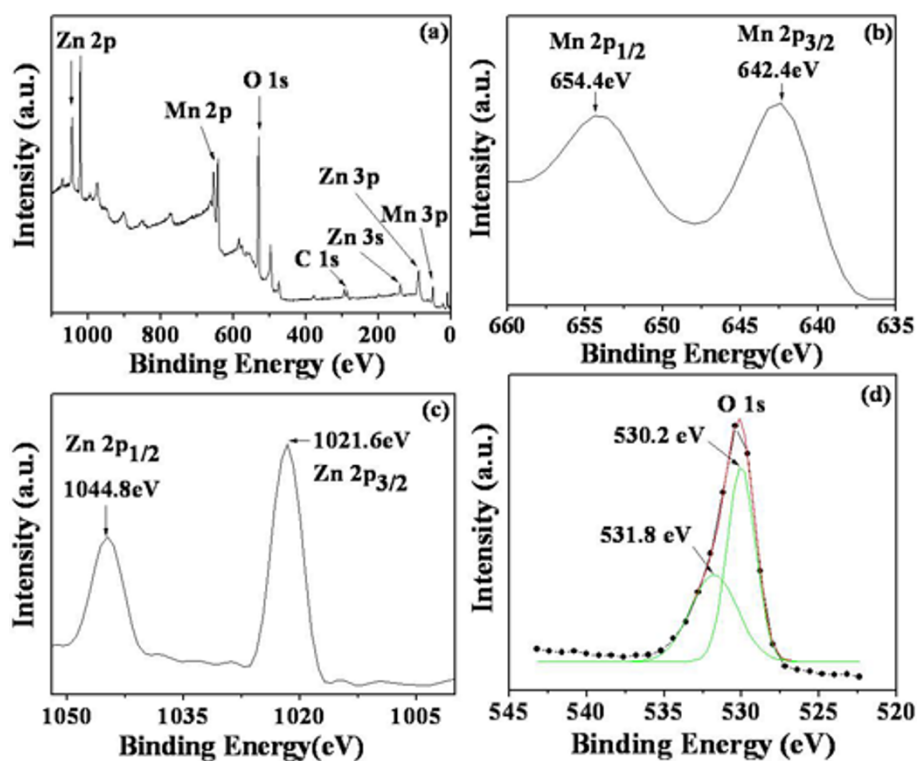 (a)
Zn 2p
O 1s
Mn 2p
Zn 3p
Mn 3p
Zn 3s
C 1s
Intensity (a.u.)
1000 800 600 400 200 0
Binding Energy (eV)
(b)
Mn 2p1/2
654.4eV
Mn 2p3/2
642.4eV
Intensity (a.u.)
660 655 650 645 640 635
Binding Energy(eV)
(c)
Zn 2p1/2
1044.8eV
1021.6eV
Zn 2p3/2
Intensity (a.u.)
1050 1035 1020 1005
Binding Energy(eV)
(d)
O 1s
530.2 eV
531.8 eV
Intensity (a.u.)
545 540 535 530 525 520
Binding Energy (eV)